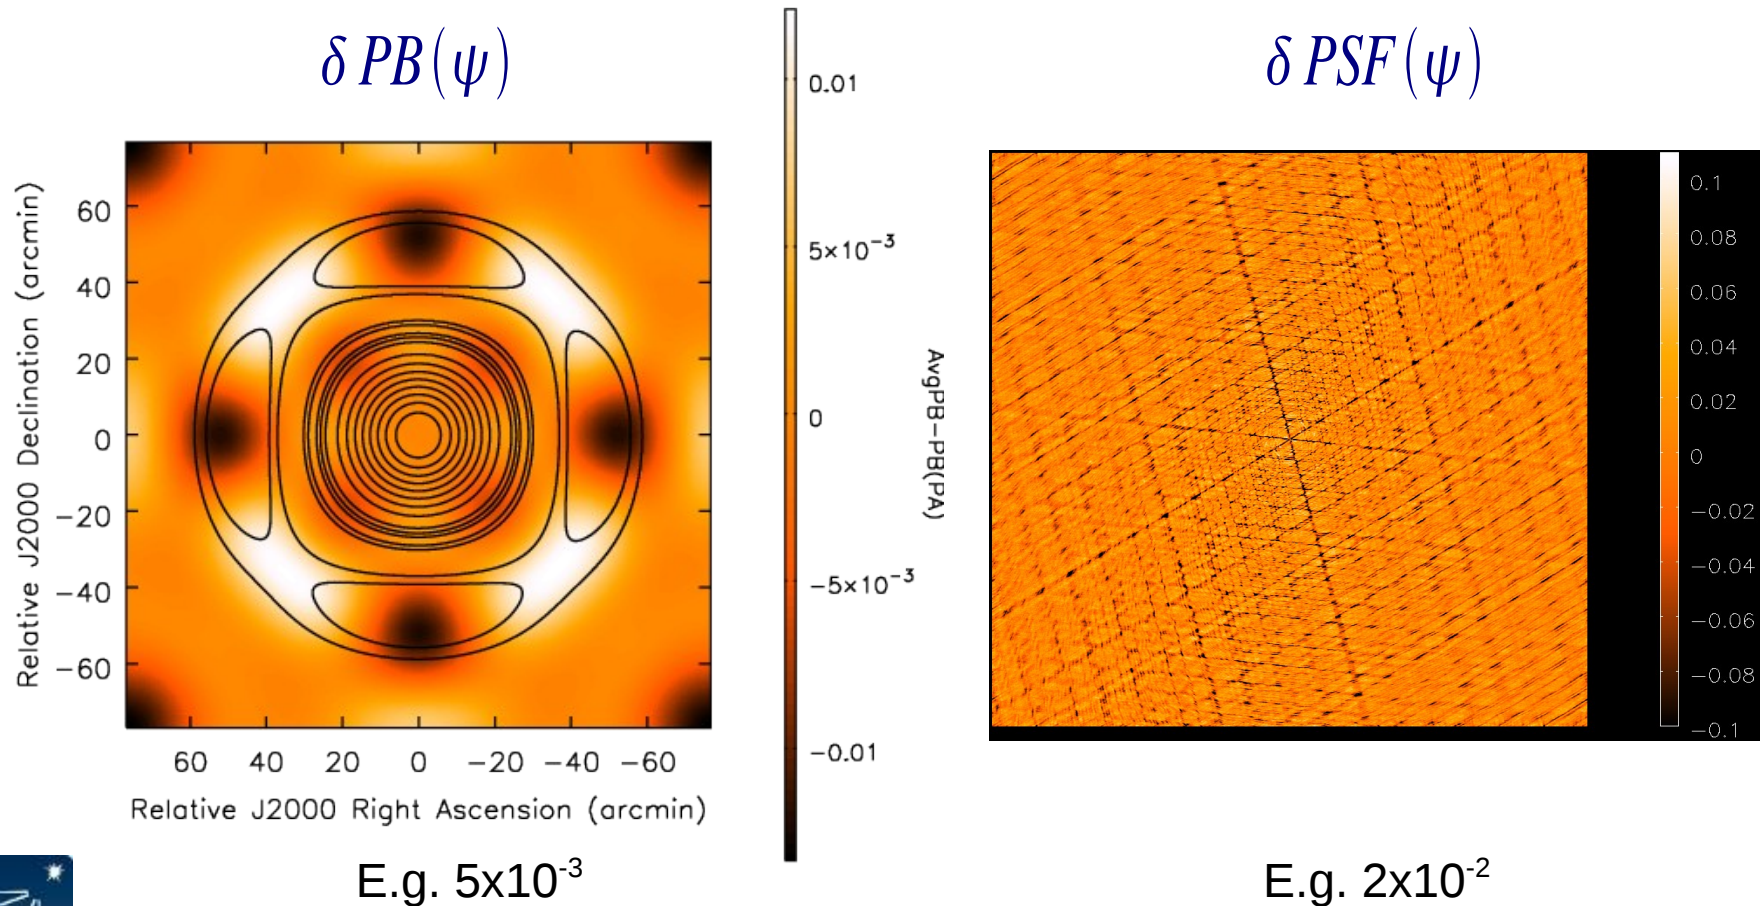 δ PB(ψ)
δ PSF(ψ)
Relative J2000 Declination (arcmin)
60
40
20
0
−20
−40
−60
60 40 20 0 −20 −40 −60
Relative J2000 Right Ascension (arcmin)
0.01
5×10⁻³
0
−5×10⁻³
−0.01
AvgPB−PB(PA)
0.1
0.08
0.06
0.04
0.02
0
−0.02
−0.04
−0.06
−0.08
−0.1
E.g. 5x10⁻³
E.g. 2x10⁻²